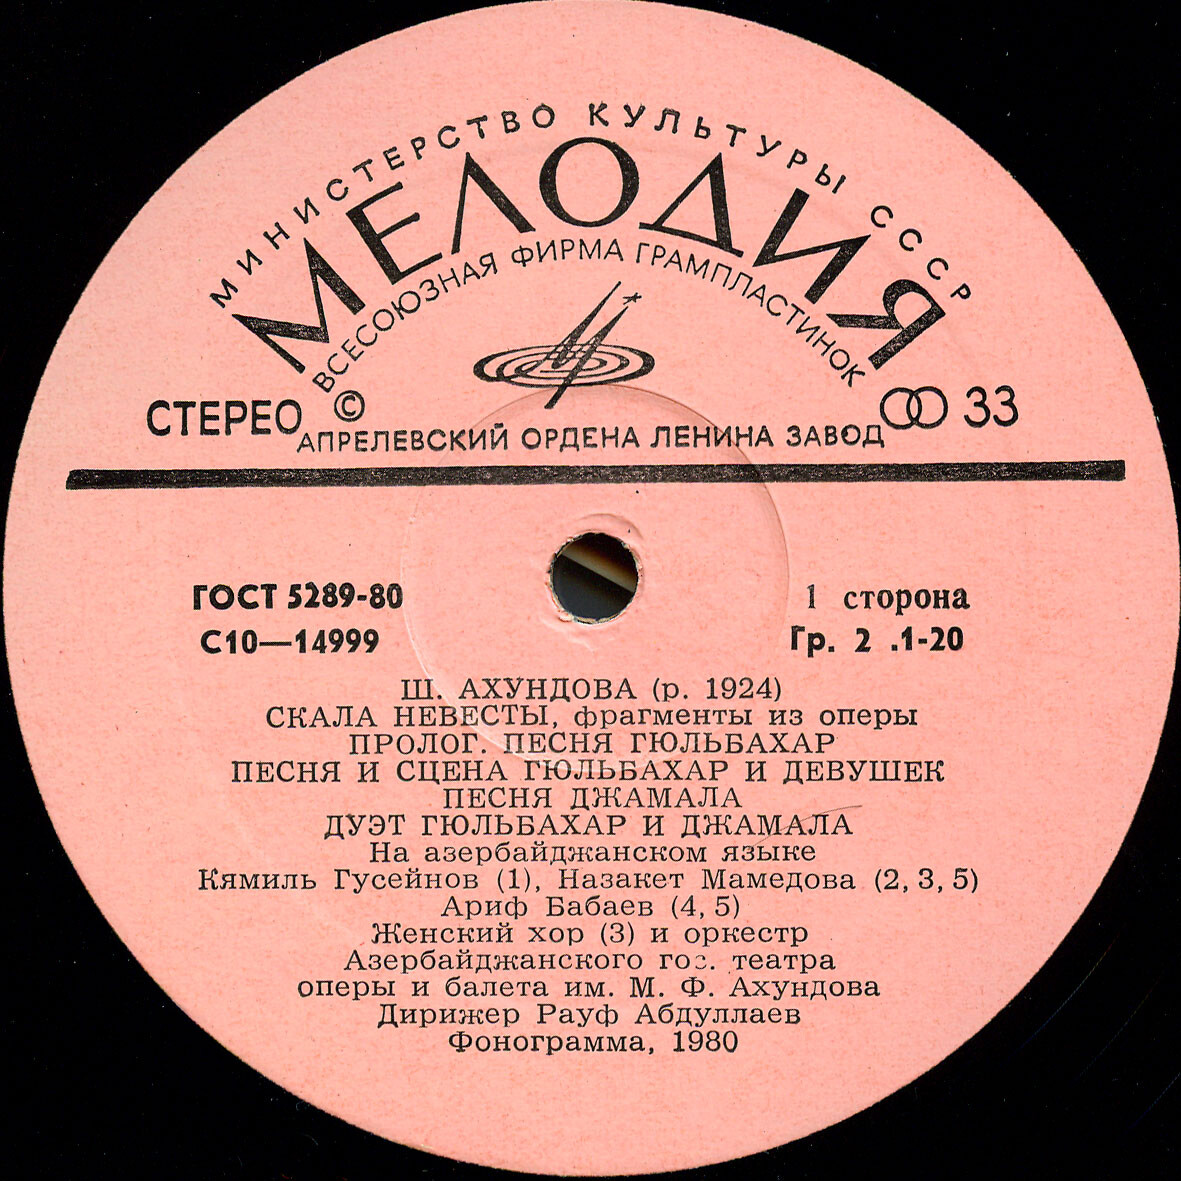 МИНИСТЕРСТВО КУЛЬТУРЫ СССР
МЕЛОДИЯ
ВСЕСОЮЗНАЯ ФИРМА ГРАМПЛАСТИНОК
СТЕРЕО © 33
АПРЕЛЕВСКИЙ ОРДЕНА ЛЕНИНА ЗАВОД
ГОСТ 5289-80 1 сторона
С10—14999 Гр. 2 .1-20
Ш. АХУНДОВА (р. 1924)
СКАЛА НЕВЕСТЫ, фрагменты из оперы
ПРОЛОГ. ПЕСНЯ ГЮЛЬБАХАР
ПЕСНЯ И СЦЕНА ГЮЛЬБАХАР И ДЕВУШЕК
ПЕСНЯ ДЖАМАЛА
ДУЭТ ГЮЛЬБАХАР И ДЖАМАЛА
На азербайджанском языке
Кямиль Гусейнов (1), Назакет Мамедова (2, 3, 5)
Ариф Бабаев (4, 5)
Женский хор (3) и оркестр
Азербайджанского гос. театра
оперы и балета им. М. Ф. Ахундова
Дирижер Рауф Абдуллаев
Фонограмма, 1980